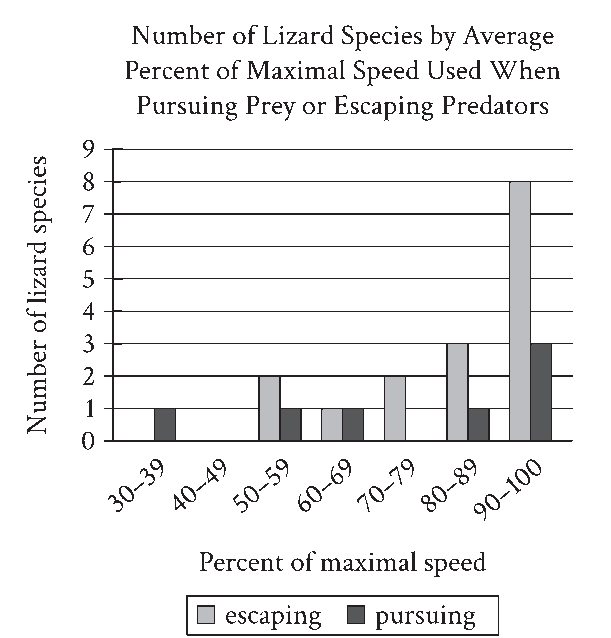 Number of Lizard Species by Average
Percent of Maximal Speed Used When
Pursuing Prey or Escaping Predators
Number of lizard species
9
8
7
6
5
4
3
2
1
0
30–39
40–49
50–59
60–69
70–79
80–89
90–100
Percent of maximal speed
escaping pursuing